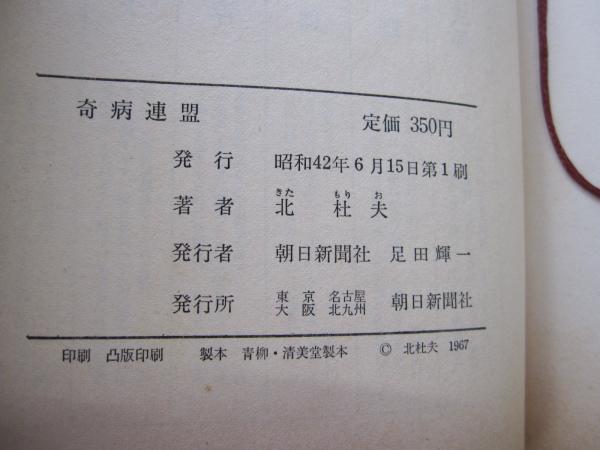 奇病連盟 定価 350円
発行 昭和42年6月15日第1刷
きた もり お
著者 北 杜 夫
発行者 朝日新聞社 足田輝一
発行所 東京 名古屋 大阪 北九州 朝日新聞社
印刷 凸版印刷 製本 青柳・清美堂製本 © 北杜夫 1967